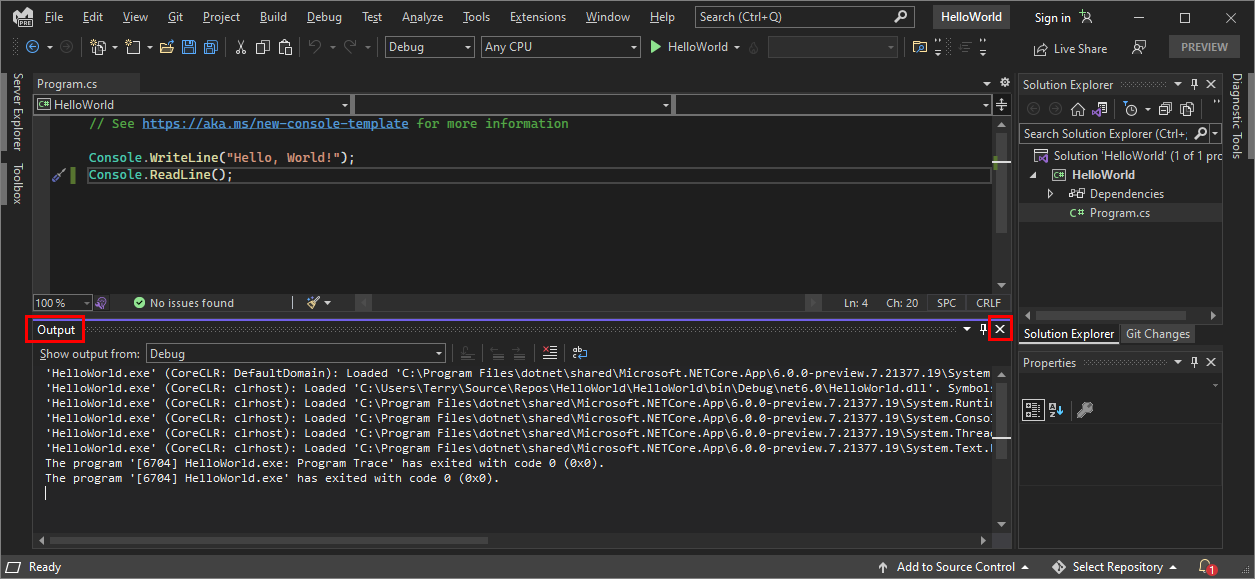 PRE File Edit View Git Project Build Debug Test Analyze Tools Extensions Window Help Search (Ctrl+Q) HelloWorld Sign in
Debug Any CPU HelloWorld Live Share PREVIEW
Server Explorer
Toolbox
Program.cs
C# HelloWorld
// See https://aka.ms/new-console-template for more information
Console.WriteLine("Hello, World!");
Console.ReadLine();
100 % No issues found Ln: 4 Ch: 20 SPC CRLF
Output
Show output from: Debug
'HelloWorld.exe' (CoreCLR: DefaultDomain): Loaded 'C:\Program Files\dotnet\shared\Microsoft.NETCore.App\6.0.0-preview.7.21377.19\System
'HelloWorld.exe' (CoreCLR: clrhost): Loaded 'C:\Users\Terry\Source\Repos\HelloWorld\HelloWorld\bin\Debug\net6.0\HelloWorld.dll'. Symbols
'HelloWorld.exe' (CoreCLR: clrhost): Loaded 'C:\Program Files\dotnet\shared\Microsoft.NETCore.App\6.0.0-preview.7.21377.19\System.Runtim
'HelloWorld.exe' (CoreCLR: clrhost): Loaded 'C:\Program Files\dotnet\shared\Microsoft.NETCore.App\6.0.0-preview.7.21377.19\System.Conso
'HelloWorld.exe' (CoreCLR: clrhost): Loaded 'C:\Program Files\dotnet\shared\Microsoft.NETCore.App\6.0.0-preview.7.21377.19\System.Threa
'HelloWorld.exe' (CoreCLR: clrhost): Loaded 'C:\Program Files\dotnet\shared\Microsoft.NETCore.App\6.0.0-preview.7.21377.19\System.Text.
The program '[6704] HelloWorld.exe: Program Trace' has exited with code 0 (0x0).
The program '[6704] HelloWorld.exe' has exited with code 0 (0x0).
Solution Explorer
Search Solution Explorer (Ctrl+;
Solution 'HelloWorld' (1 of 1 pro
C# HelloWorld
Dependencies
C# Program.cs
Solution Explorer Git Changes
Properties
Diagnostic Tools
Ready Add to Source Control Select Repository 1